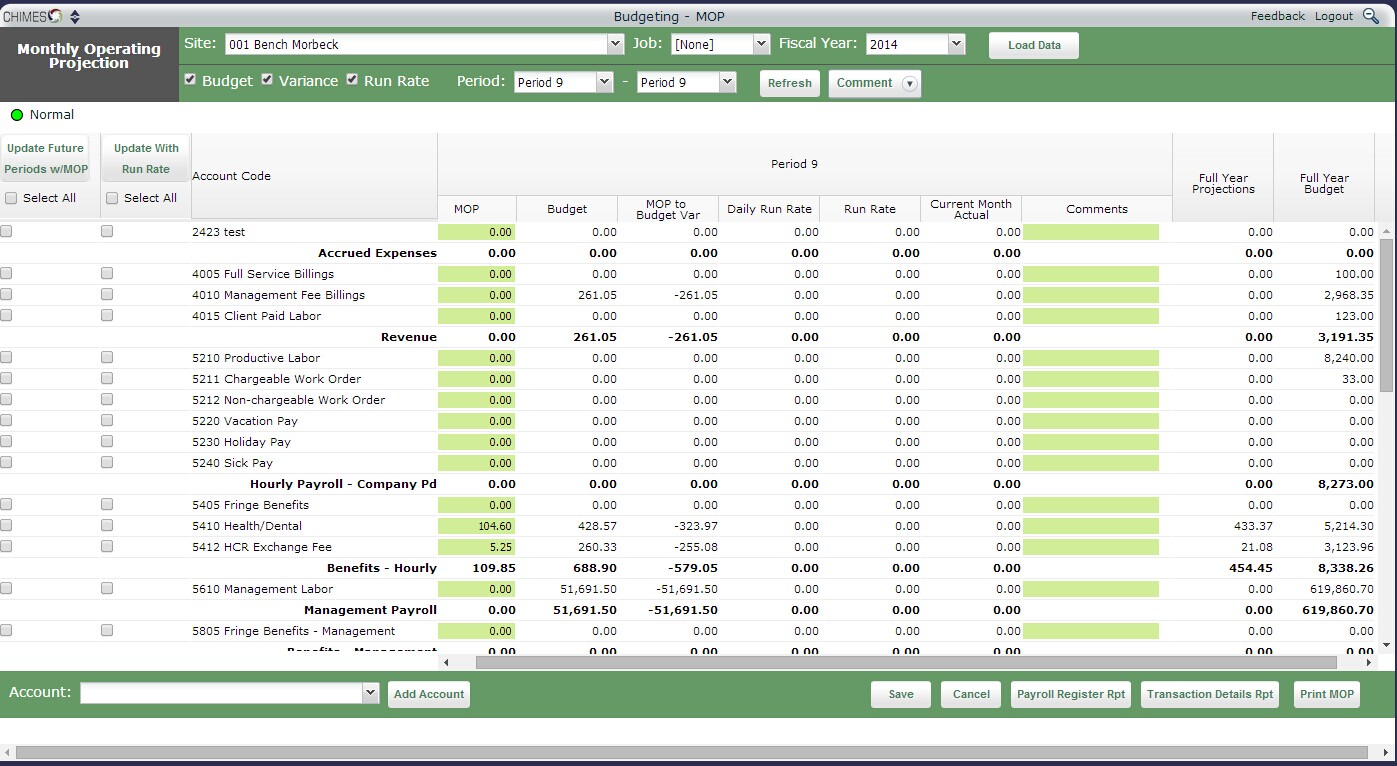 CHIMES Budgeting - MOP Feedback Logout
Monthly Operating Projection
Site: 001 Bench Morbeck Job: [None] Fiscal Year: 2014 Load Data
Budget Variance Run Rate Period: Period 9 - Period 9 Refresh Comment
Normal
Update Future Periods w/MOP Update With Run Rate Account Code Period 9 Full Year Projections Full Year Budget
Select All Select All MOP Budget MOP to Budget Var Daily Run Rate Run Rate Current Month Actual Comments
2423 test 0.00 0.00 0.00 0.00 0.00 0.00 0.00 0.00
Accrued Expenses 0.00 0.00 0.00 0.00 0.00 0.00 0.00 0.00
4005 Full Service Billings 0.00 0.00 0.00 0.00 0.00 0.00 0.00 100.00
4010 Management Fee Billings 0.00 261.05 -261.05 0.00 0.00 0.00 0.00 2,968.35
4015 Client Paid Labor 0.00 0.00 0.00 0.00 0.00 0.00 0.00 123.00
Revenue 0.00 261.05 -261.05 0.00 0.00 0.00 0.00 3,191.35
5210 Productive Labor 0.00 0.00 0.00 0.00 0.00 0.00 0.00 8,240.00
5211 Chargeable Work Order 0.00 0.00 0.00 0.00 0.00 0.00 0.00 33.00
5212 Non-chargeable Work Order 0.00 0.00 0.00 0.00 0.00 0.00 0.00 0.00
5220 Vacation Pay 0.00 0.00 0.00 0.00 0.00 0.00 0.00 0.00
5230 Holiday Pay 0.00 0.00 0.00 0.00 0.00 0.00 0.00 0.00
5240 Sick Pay 0.00 0.00 0.00 0.00 0.00 0.00 0.00 0.00
Hourly Payroll - Company Pd 0.00 0.00 0.00 0.00 0.00 0.00 0.00 8,273.00
5405 Fringe Benefits 0.00 0.00 0.00 0.00 0.00 0.00 0.00 0.00
5410 Health/Dental 104.60 428.57 -323.97 0.00 0.00 0.00 433.37 5,214.30
5412 HCR Exchange Fee 5.25 260.33 -255.08 0.00 0.00 0.00 21.08 3,123.96
Benefits - Hourly 109.85 688.90 -579.05 0.00 0.00 0.00 454.45 8,338.26
5610 Management Labor 0.00 51,691.50 -51,691.50 0.00 0.00 0.00 0.00 619,860.70
Management Payroll 0.00 51,691.50 -51,691.50 0.00 0.00 0.00 0.00 619,860.70
5805 Fringe Benefits - Management 0.00 0.00 0.00 0.00 0.00 0.00 0.00 0.00
Benefits - Management 0.00 0.00 0.00 0.00 0.00 0.00 0.00 0.00
Account: Add Account Save Cancel Payroll Register Rpt Transaction Details Rpt Print MOP